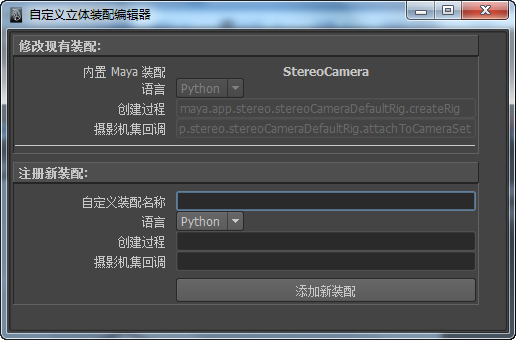 自定义立体装配编辑器
修改现有装配:
内置 Maya 装配 StereoCamera
语言 Python
创建过程 maya.app.stereo.stereoCameraDefaultRig.createRig
摄影机集回调 p.stereo.stereoCameraDefaultRig.attachToCameraSet
注册新装配:
自定义装配名称
语言 Python
创建过程
摄影机集回调
添加新装配